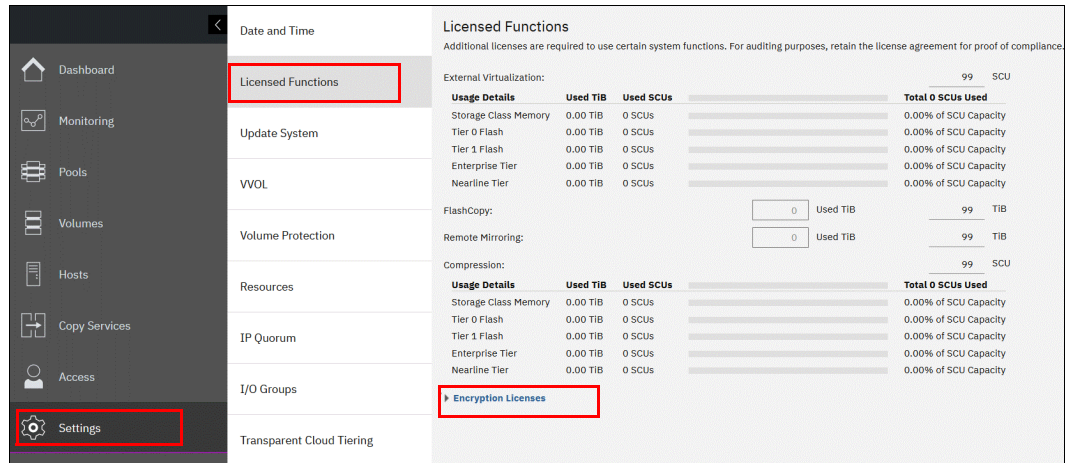 Dashboard
Monitoring
Pools
Volumes
Hosts
Copy Services
Access
Settings
Date and Time
Licensed Functions
Update System
VVOL
Volume Protection
Resources
IP Quorum
I/O Groups
Transparent Cloud Tiering
Licensed Functions
Additional licenses are required to use certain system functions. For auditing purposes, retain the license agreement for proof of compliance.
External Virtualization: 99 SCU
Usage Details Used TiB Used SCUs Total 0 SCUs Used
Storage Class Memory 0.00 TiB 0 SCUs 0.00% of SCU Capacity
Tier 0 Flash 0.00 TiB 0 SCUs 0.00% of SCU Capacity
Tier 1 Flash 0.00 TiB 0 SCUs 0.00% of SCU Capacity
Enterprise Tier 0.00 TiB 0 SCUs 0.00% of SCU Capacity
Nearline Tier 0.00 TiB 0 SCUs 0.00% of SCU Capacity
FlashCopy: 0 Used TiB 99 TiB
Remote Mirroring: 0 Used TiB 99 TiB
Compression: 99 SCU
Usage Details Used TiB Used SCUs Total 0 SCUs Used
Storage Class Memory 0.00 TiB 0 SCUs 0.00% of SCU Capacity
Tier 0 Flash 0.00 TiB 0 SCUs 0.00% of SCU Capacity
Tier 1 Flash 0.00 TiB 0 SCUs 0.00% of SCU Capacity
Enterprise Tier 0.00 TiB 0 SCUs 0.00% of SCU Capacity
Nearline Tier 0.00 TiB 0 SCUs 0.00% of SCU Capacity
Encryption Licenses